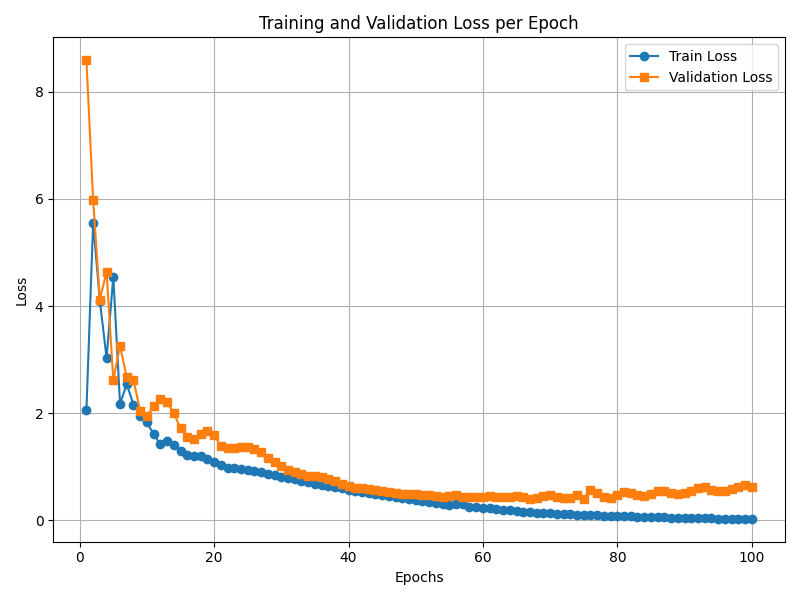 Training and Validation Loss per Epoch
Train Loss
Validation Loss
Loss
8
6
4
2
0
0 20 40 60 80 100
Epochs